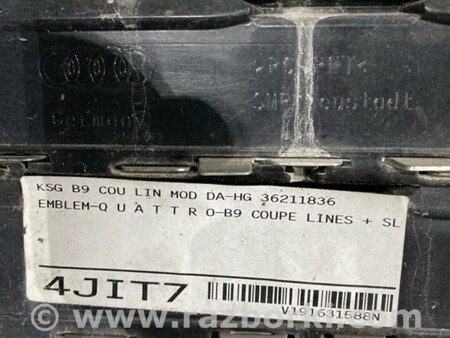 Germany
SMP Neustadt
KSG B9 COU LIN MOD DA-HG 36211836
EMBLEM-Q U A T T R O-B9 COUPE LINES + SL
4JIT7
V191631588N
www.razborka.com